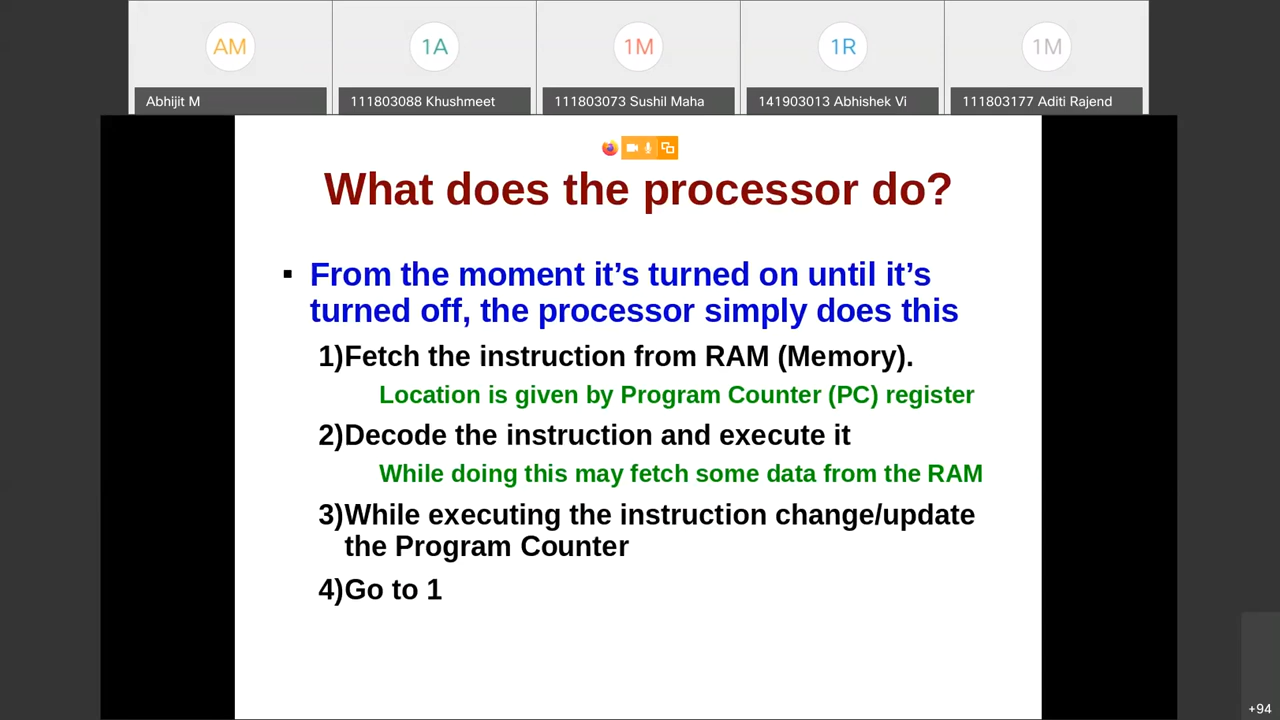 AM
1A
1M
1R
1M
Abhijit M
111803088 Khushmeet
111803073 Sushil Maha
141903013 Abhishek Vi
111803177 Aditi Rajend
What does the processor do?
▪ From the moment it’s turned on until it’s
turned off, the processor simply does this
1)Fetch the instruction from RAM (Memory).
Location is given by Program Counter (PC) register
2)Decode the instruction and execute it
While doing this may fetch some data from the RAM
3)While executing the instruction change/update
the Program Counter
4)Go to 1
+94